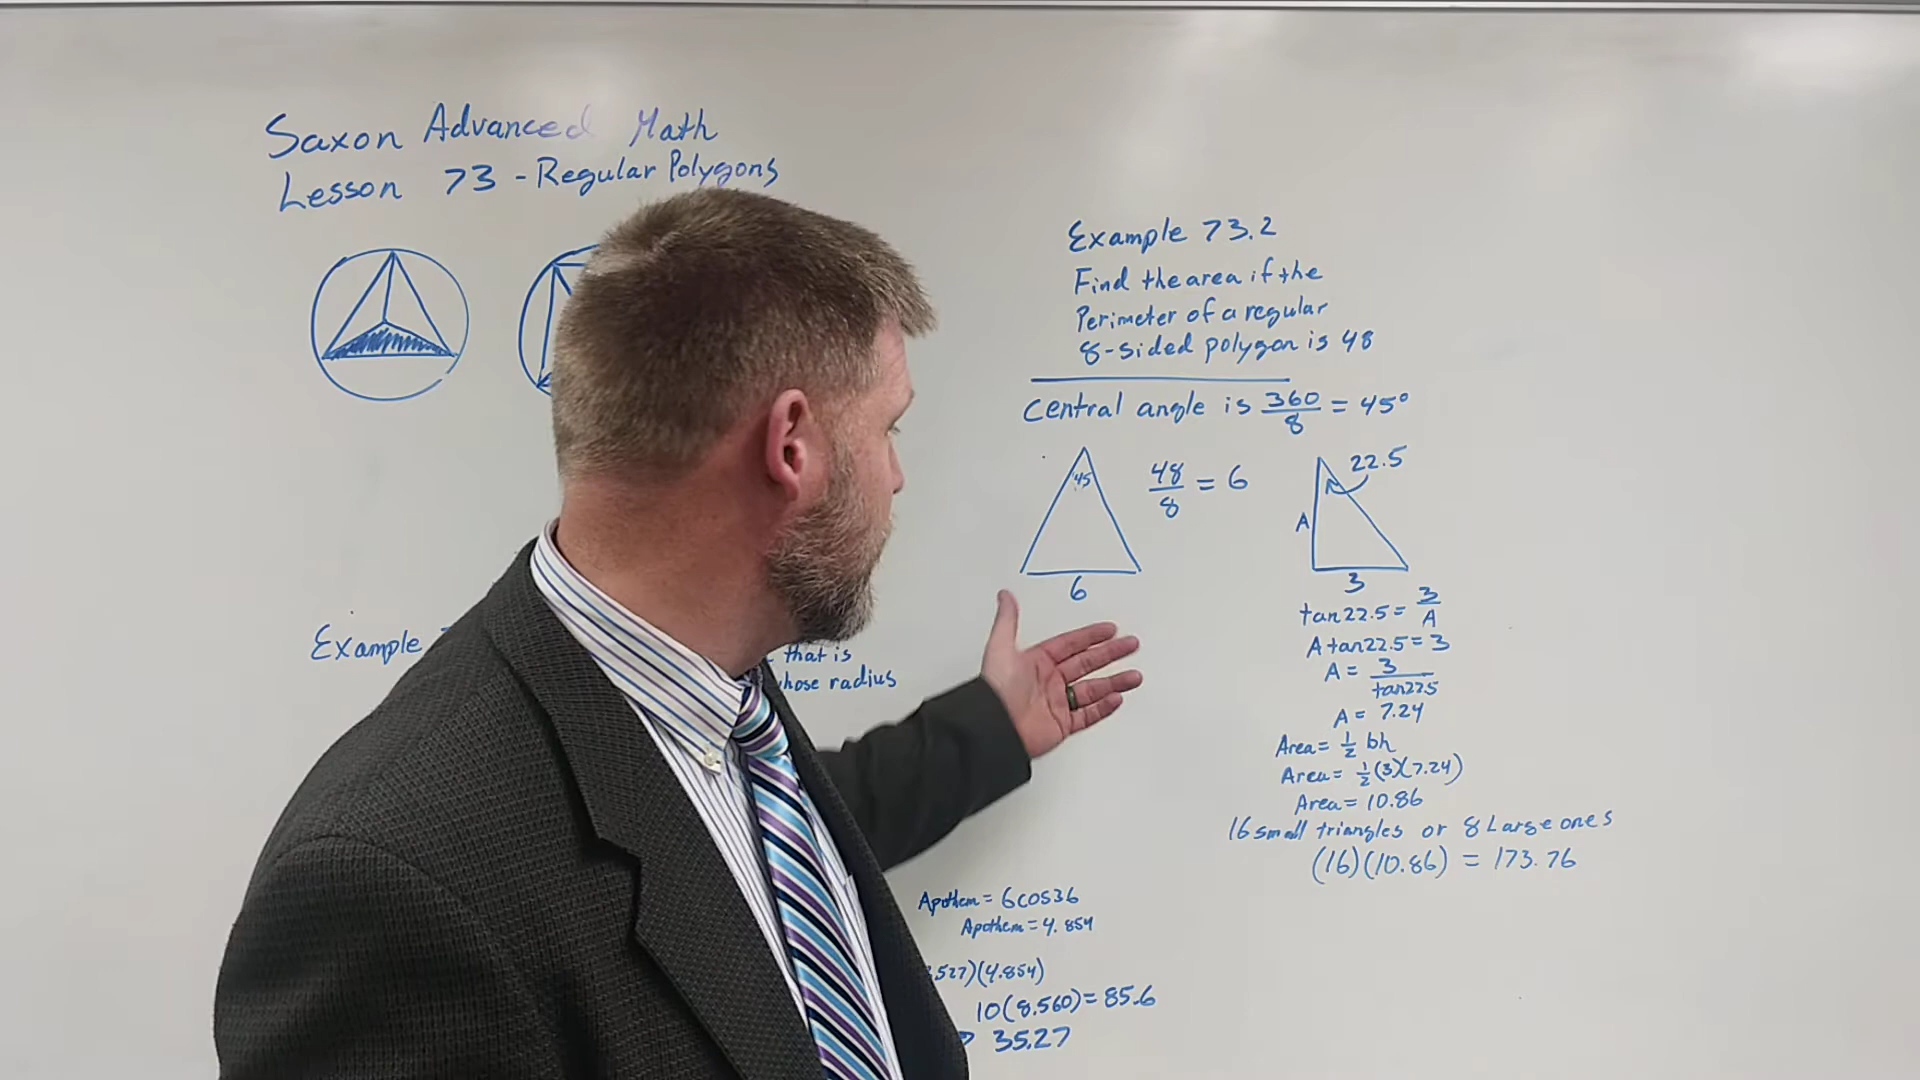 Saxon Advanced Math
Lesson 73 - Regular Polygons
Example
that is
whose radius
Apothem = 6cos36
Apothem = 4.854
527)(4.854)
10(8.560) = 85.6
35.27
Example 73.2
Find the area if the
Perimeter of a regular
8-sided polygon is 48
Central angle is 360/8 = 45°
45
6
48/8 = 6
22.5
A
3
tan22.5 = 3/A
A tan22.5 = 3
A = 3/tan22.5
A = 7.24
Area = 1/2 bh
Area = 1/2 (3)(7.24)
Area = 10.86
16 small triangles or 8 Large ones
(16)(10.86) = 173.76